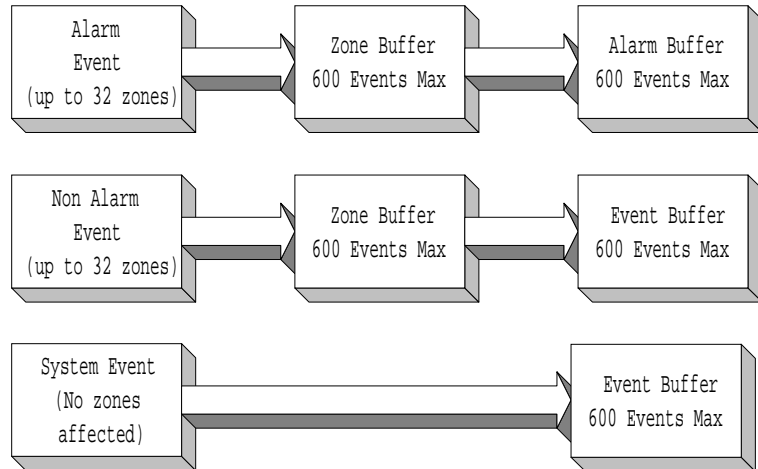 Alarm
Event
(up to 32 zones)
Zone Buffer
600 Events Max
Alarm Buffer
600 Events Max
Non Alarm
Event
(up to 32 zones)
Zone Buffer
600 Events Max
Event Buffer
600 Events Max
System Event
(No zones
affected)
Event Buffer
600 Events Max